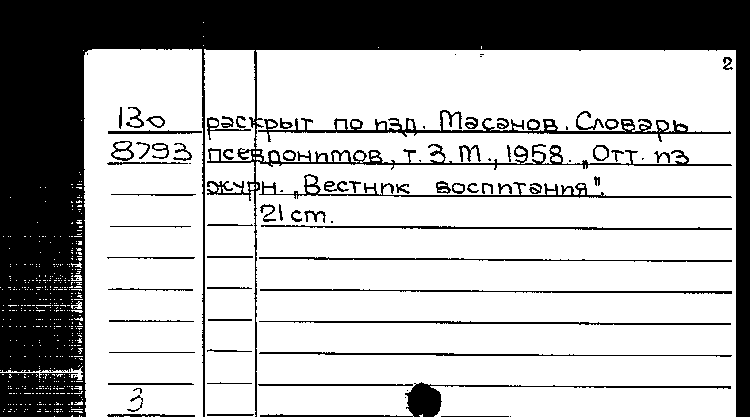 2
130 раскрыт по изд. Масанов. Словарь
8793 псевдонимов, т. 3. М., 1958. „Отт. из
журн. „Вестник воспитания".
21 cm.
3